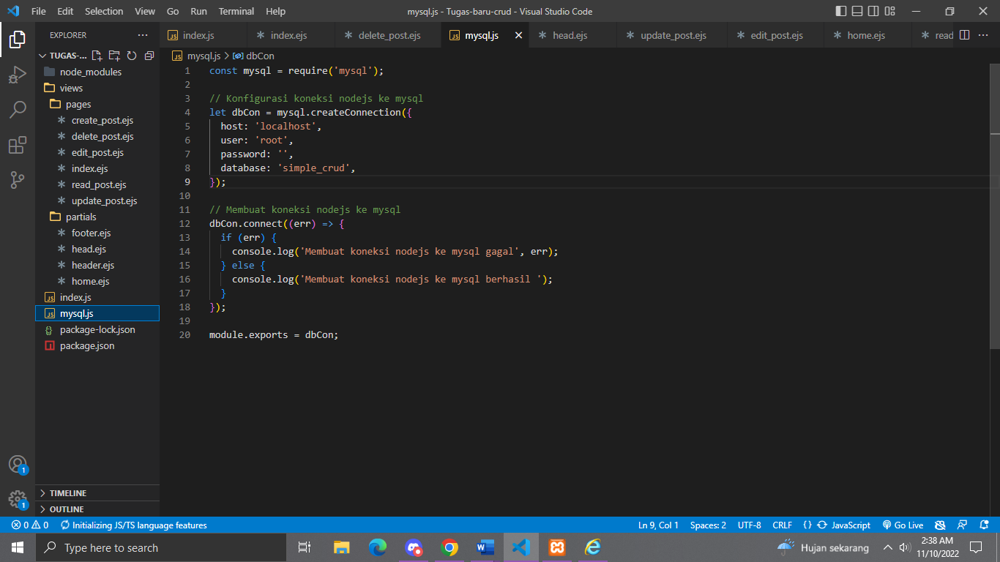 File Edit Selection View Go Run Terminal Help
mysql.js - Tugas-baru-crud - Visual Studio Code
EXPLORER
TUGAS-...
node_modules
views
pages
create_post.ejs
delete_post.ejs
edit_post.ejs
index.ejs
read_post.ejs
update_post.ejs
partials
footer.ejs
head.ejs
header.ejs
home.ejs
JS index.js
JS mysql.js
{} package-lock.json
package.json
TIMELINE
OUTLINE
1
1
JS index.js
index.ejs
delete_post.ejs
JS mysql.js
head.ejs
update_post.ejs
edit_post.ejs
home.ejs
read
JS mysql.js > dbCon
1 const mysql = require('mysql');
2
3 // Konfigurasi koneksi nodejs ke mysql
4 let dbCon = mysql.createConnection({
5 host: 'localhost',
6 user: 'root',
7 password: '',
8 database: 'simple_crud',
9 });
10
11 // Membuat koneksi nodejs ke mysql
12 dbCon.connect((err) => {
13 if (err) {
14 console.log('Membuat koneksi nodejs ke mysql gagal', err);
15 } else {
16 console.log('Membuat koneksi nodejs ke mysql berhasil ');
17 }
18 });
19
20 module.exports = dbCon;
0 0 Initializing JS/TS language features
Ln 9, Col 1 Spaces: 2 UTF-8 CRLF {} JavaScript Go Live
Type here to search
Hujan sekarang
2:38 AM
11/10/2022